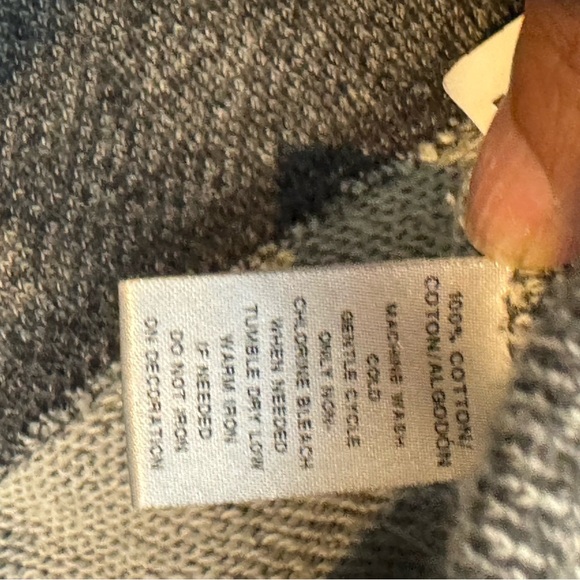 100% COTTON/
COTON/ALGODON
MACHINE WASH
COLD
GENTLE CYCLE
ONLY NON-
CHLORINE BLEACH
WHEN NEEDED
TUMBLE DRY LOW
WARM IRON
IF NEEDED
DO NOT IRON
ON DECORATION